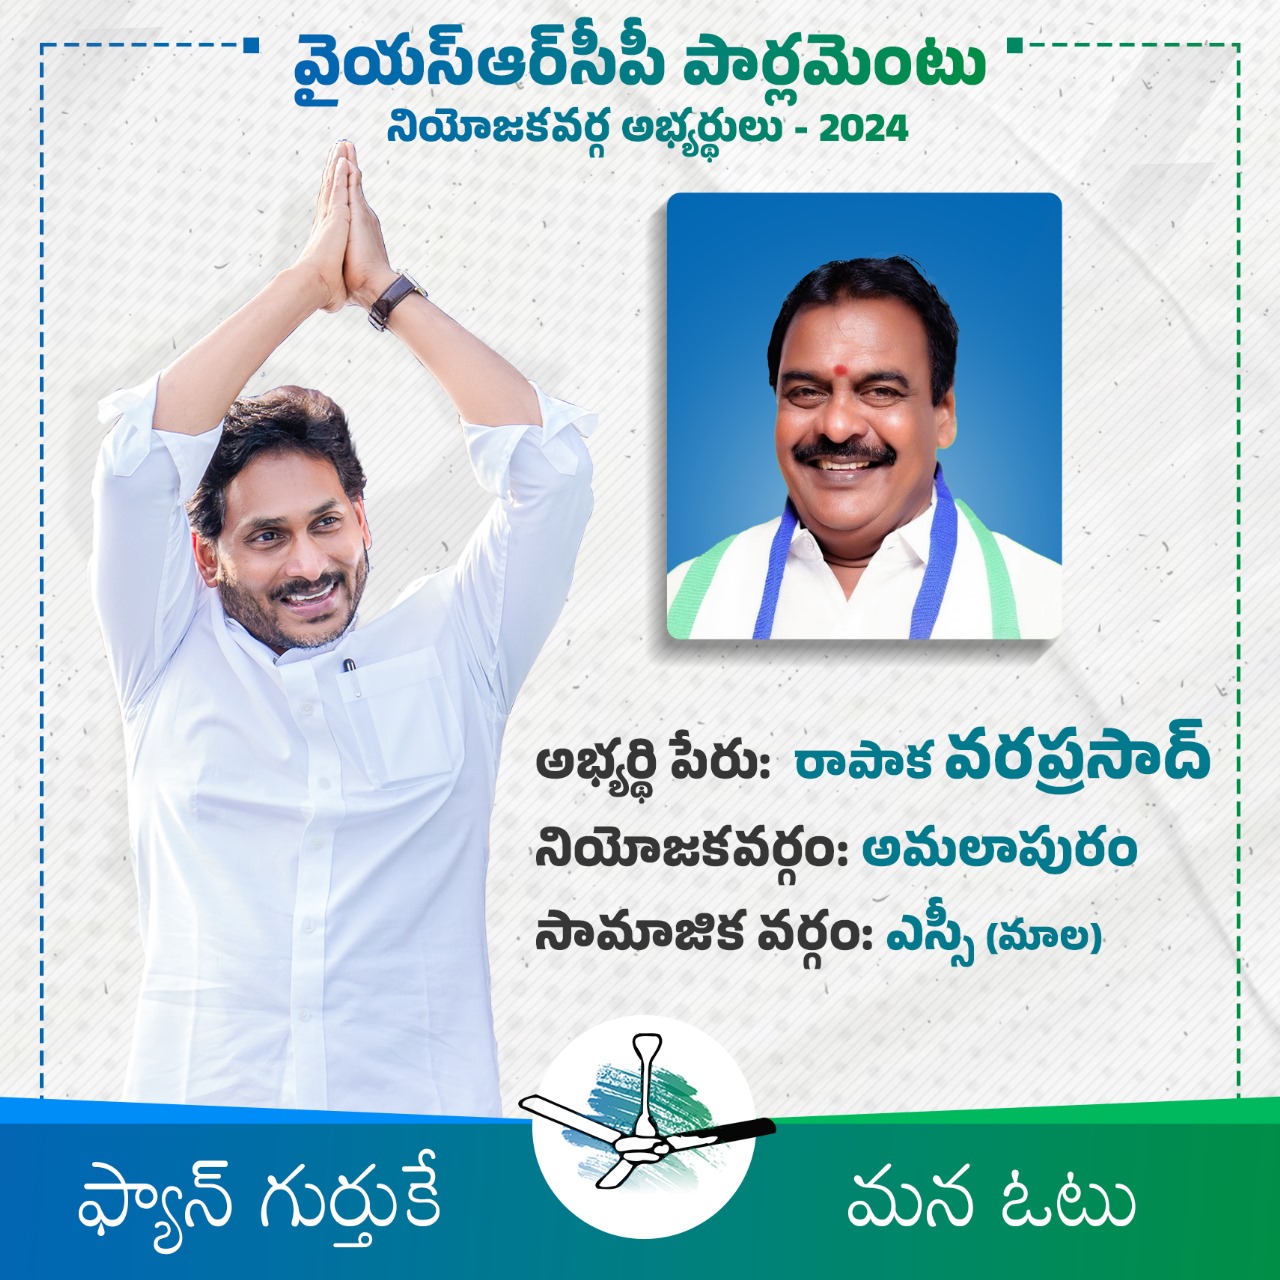 వైయస్ఆర్‌సీపీ పార్లమెంటు
నియోజకవర్గ అభ్యర్థులు - 2024
అభ్యర్థి పేరు: రాపాక వరప్రసాద్
నియోజకవర్గం: అమలాపురం
సామాజిక వర్గం: ఎస్సీ (మాల)
ఫ్యాన్ గుర్తుకే మన ఓటు